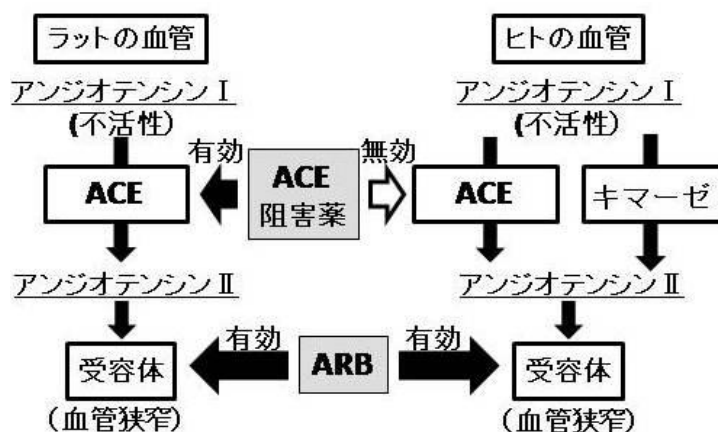 ラットの血管
ヒトの血管
アンジオテンシンⅠ
(不活性)
アンジオテンシンⅠ
(不活性)
有効
無効
ACE
ACE
阻害薬
ACE
キマーゼ
アンジオテンシンⅡ
アンジオテンシンⅡ
有効
有効
受容体
ARB
受容体
(血管狭窄)
(血管狭窄)